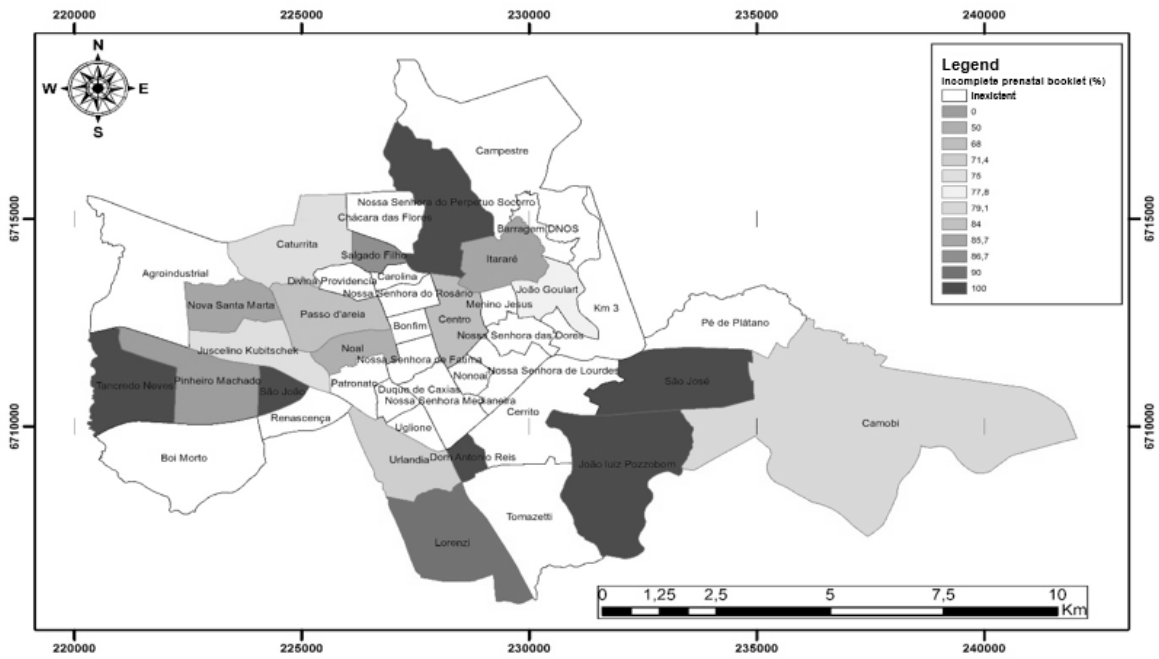 220000 225000 230000 235000 240000
N
W E
S
6715000
6710000
6715000
6710000
Legend
Incomplete prenatal booklet (%)
Inexistent
0
50
68
71,4
75
77,8
79,1
84
85,7
86,7
90
100
Campestre
Nossa Senhora do Perpetuo Socorro
Chácara das Flores
Barragem DNOS
Caturrita
Salgado Filho
Itararé
Agroindustrial
Divina Providencia
Carolina
Nossa Senhora do Rosário
João Goulart
Nova Santa Marta
Menino Jesus
Km 3
Passo d'areia
Centro
Pé de Plátano
Bonfim
Nossa Senhora das Dores
Juscelino Kubitschek
Noal
Nossa Senhora de Fatima
Nossa Senhora de Lourdes
Tancredo Neves
Pinheiro Machado
São João
Patronato
Nonoai
São José
Duque de Caxias
Nossa Senhora Medianeira
Renascença
Cerrito
Camobi
Uglione
Boi Morto
Urlandia
Dom Antonio Reis
João luiz Pozzobom
Tomazetti
Lorenzi
0 1,25 2,5 5 7,5 10
Km
220000 225000 230000 235000 240000